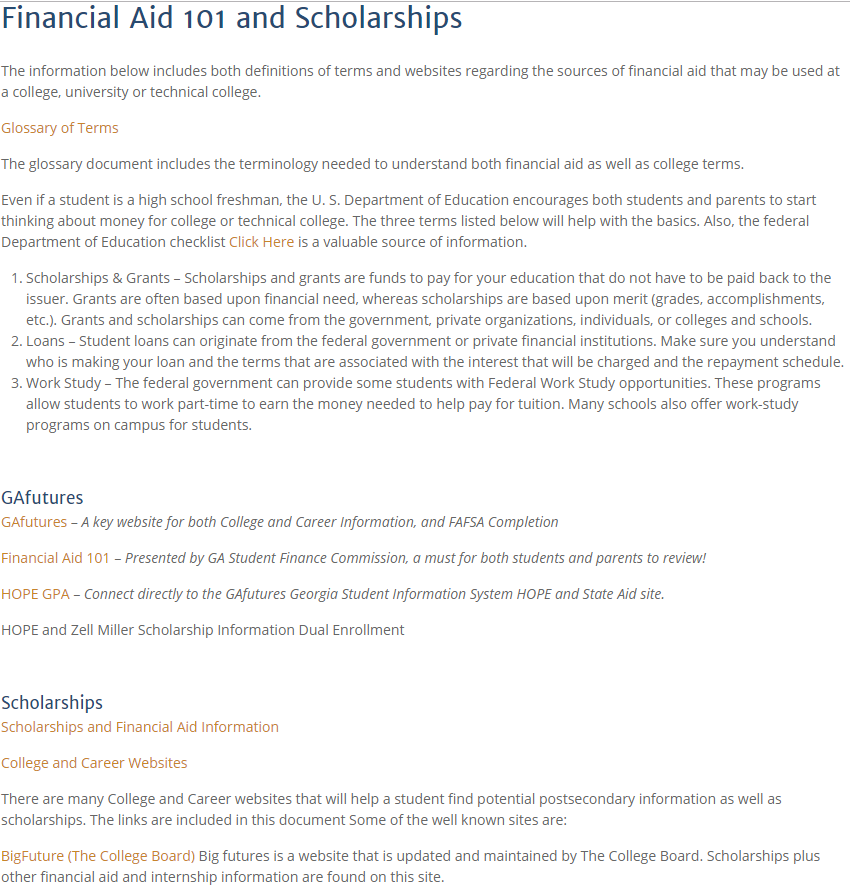 Financial Aid 101 and Scholarships
The information below includes both definitions of terms and websites regarding the sources of financial aid that may be used at
a college, university or technical college.
Glossary of Terms
The glossary document includes the terminology needed to understand both financial aid as well as college terms.
Even if a student is a high school freshman, the U. S. Department of Education encourages both students and parents to start
thinking about money for college or technical college. The three terms listed below will help with the basics. Also, the federal
Department of Education checklist Click Here is a valuable source of information.
1. Scholarships & Grants – Scholarships and grants are funds to pay for your education that do not have to be paid back to the
issuer. Grants are often based upon financial need, whereas scholarships are based upon merit (grades, accomplishments,
etc.). Grants and scholarships can come from the government, private organizations, individuals, or colleges and schools.
2. Loans – Student loans can originate from the federal government or private financial institutions. Make sure you understand
who is making your loan and the terms that are associated with the interest that will be charged and the repayment schedule.
3. Work Study – The federal government can provide some students with Federal Work Study opportunities. These programs
allow students to work part-time to earn the money needed to help pay for tuition. Many schools also offer work-study
programs on campus for students.
GAfutures
GAfutures – A key website for both College and Career Information, and FAFSA Completion
Financial Aid 101 – Presented by GA Student Finance Commission, a must for both students and parents to review!
HOPE GPA – Connect directly to the GAfutures Georgia Student Information System HOPE and State Aid site.
HOPE and Zell Miller Scholarship Information Dual Enrollment
Scholarships
Scholarships and Financial Aid Information
College and Career Websites
There are many College and Career websites that will help a student find potential postsecondary information as well as
scholarships. The links are included in this document Some of the well known sites are:
BigFuture (The College Board) Big futures is a website that is updated and maintained by The College Board. Scholarships plus
other financial aid and internship information are found on this site.